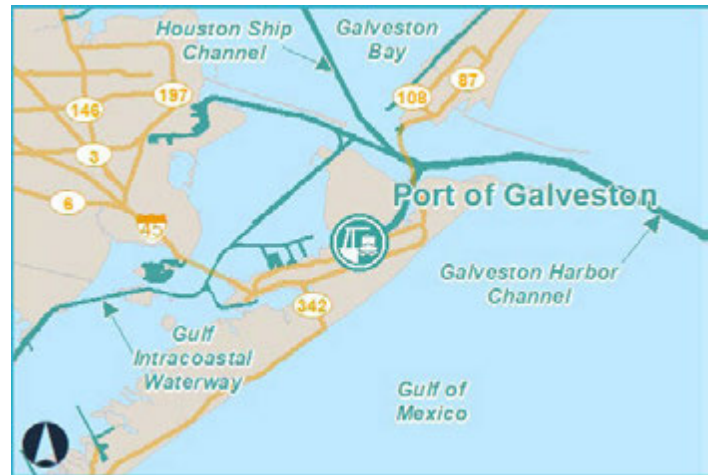 Houston Ship
Channel
Galveston
Bay
87
108
197
146
3
6
45
Port of Galveston
Galveston Harbor
Channel
342
Gulf
Intracoastal
Waterway
Gulf of
Mexico